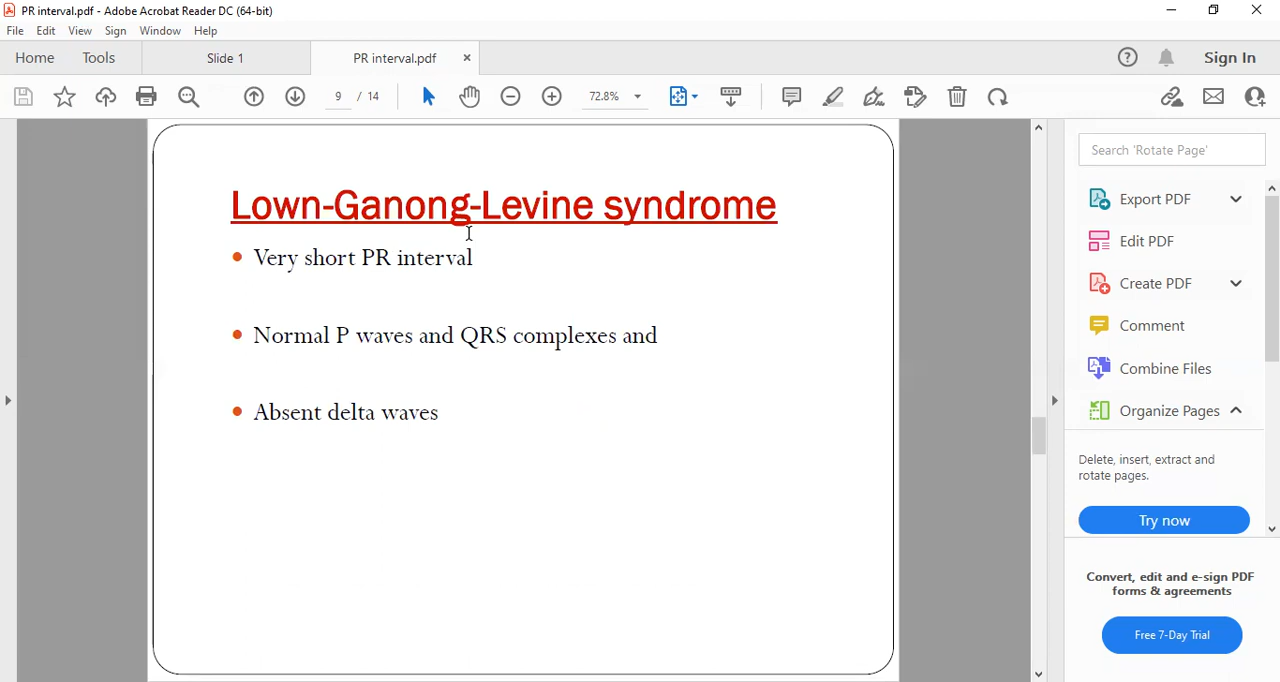 PR interval.pdf - Adobe Acrobat Reader DC (64-bit)
File Edit View Sign Window Help
Home Tools Slide 1 PR interval.pdf × Sign In
9 / 14 72.8%
Search 'Rotate Page'
Lown-Ganong-Levine syndrome
• Very short PR interval
• Normal P waves and QRS complexes and
• Absent delta waves
Export PDF
Edit PDF
Create PDF
Comment
Combine Files
Organize Pages
Delete, insert, extract and
rotate pages.
Try now
Convert, edit and e-sign PDF
forms & agreements
Free 7-Day Trial